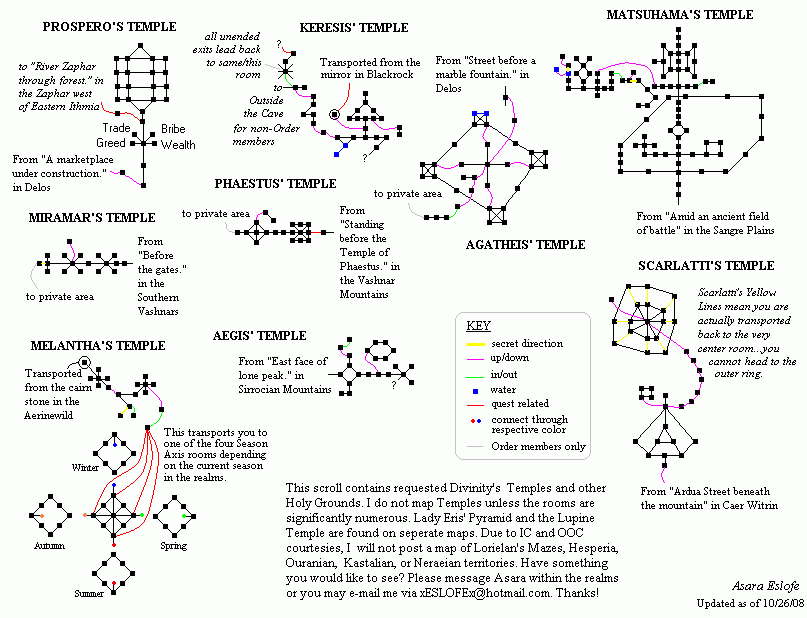 PROSPERO'S TEMPLE
to "River Zaphar
through forest." in
the Zaphar west
of Eastern Ithmia
Trade
Bribe
Greed
Wealth
From "A marketplace
under construction."
in Delos
KERESIS' TEMPLE
all unended
exits lead back
to same/this
room
?
Transported from the
mirror in Blackrock
to
Outside
the Cave
for non-Order
members
?
From "Street before a
marble fountain." in
Delos
to private area
AGATHEIS' TEMPLE
MATSUHAMA'S TEMPLE
From "Amid an ancient field
of battle" in the Sangre Plains
PHAESTUS' TEMPLE
to private area
From
"Standing
before the
Temple of
Phaestus." in
the Vashnar
Mountains
MIRAMAR'S TEMPLE
From
"Before
the gates."
in the
Southern
Vashnars
to private area
SCARLATTI'S TEMPLE
Scarlatti's Yellow
Lines mean you are
actually transported
back to the very
center room...you
cannot head to the
outer ring.
From "Ardua Street beneath
the mountain" in Caer Witrin
MELANTHA'S TEMPLE
Transported
from the cairn
stone in the
Aerinewild
This transports you to
one of the four Season
Axis rooms depending
on the current season
in the realms.
Winter
Autumn
Spring
Summer
AEGIS' TEMPLE
From "East face of
lone peak." in
Sirrocian Mountains
?
KEY
secret direction
up/down
in/out
water
quest related
connect through
respective color
Order members only
This scroll contains requested Divinity's Temples and other
Holy Grounds. I do not map Temples unless the rooms are
significantly numerous. Lady Eris' Pyramid and the Lupine
Temple are found on seperate maps. Due to IC and OOC
courtesies, I will not post a map of Lorielan's Mazes, Hesperia,
Ouranian, Kastalian, or Neraeian territories. Have something
you would like to see? Please message Asara within the realms
or you may e-mail me via xESLOFEx@hotmail.com. Thanks!
Asara Eslofe
Updated as of 10/26/08